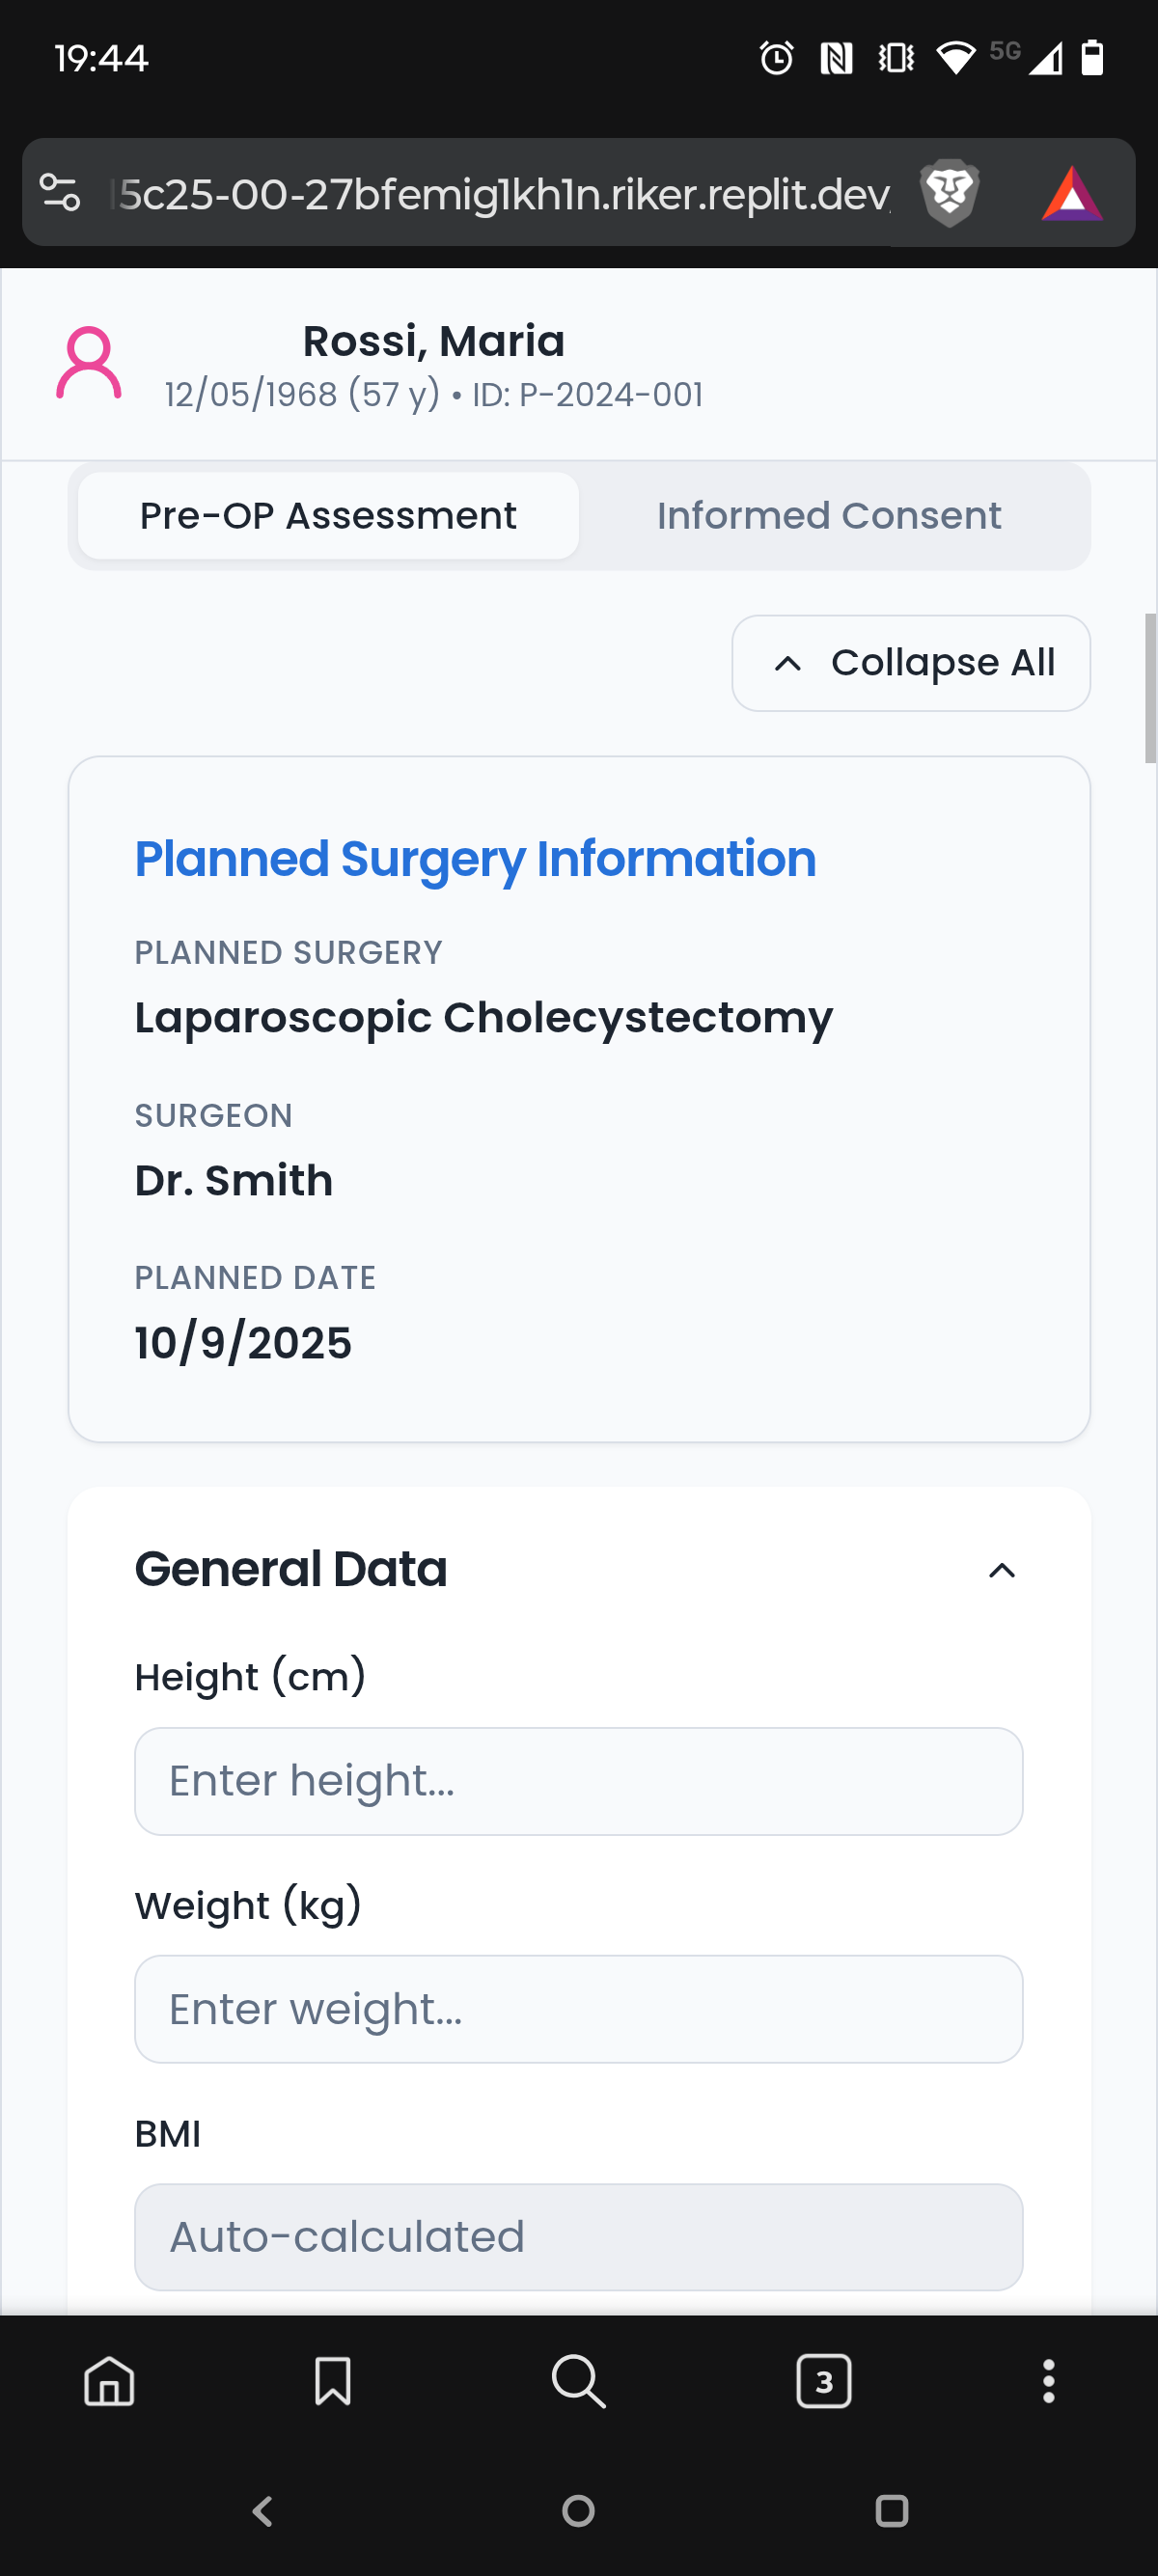 19:44
5G
5c25-00-27bfemig1kh1n.riker.replit.dev
Rossi, Maria
12/05/1968 (57 y) • ID: P-2024-001
Pre-OP Assessment
Informed Consent
Collapse All
Planned Surgery Information
PLANNED SURGERY
Laparoscopic Cholecystectomy
SURGEON
Dr. Smith
PLANNED DATE
10/9/2025
General Data
Height (cm)
Enter height...
Weight (kg)
Enter weight...
BMI
Auto-calculated
3